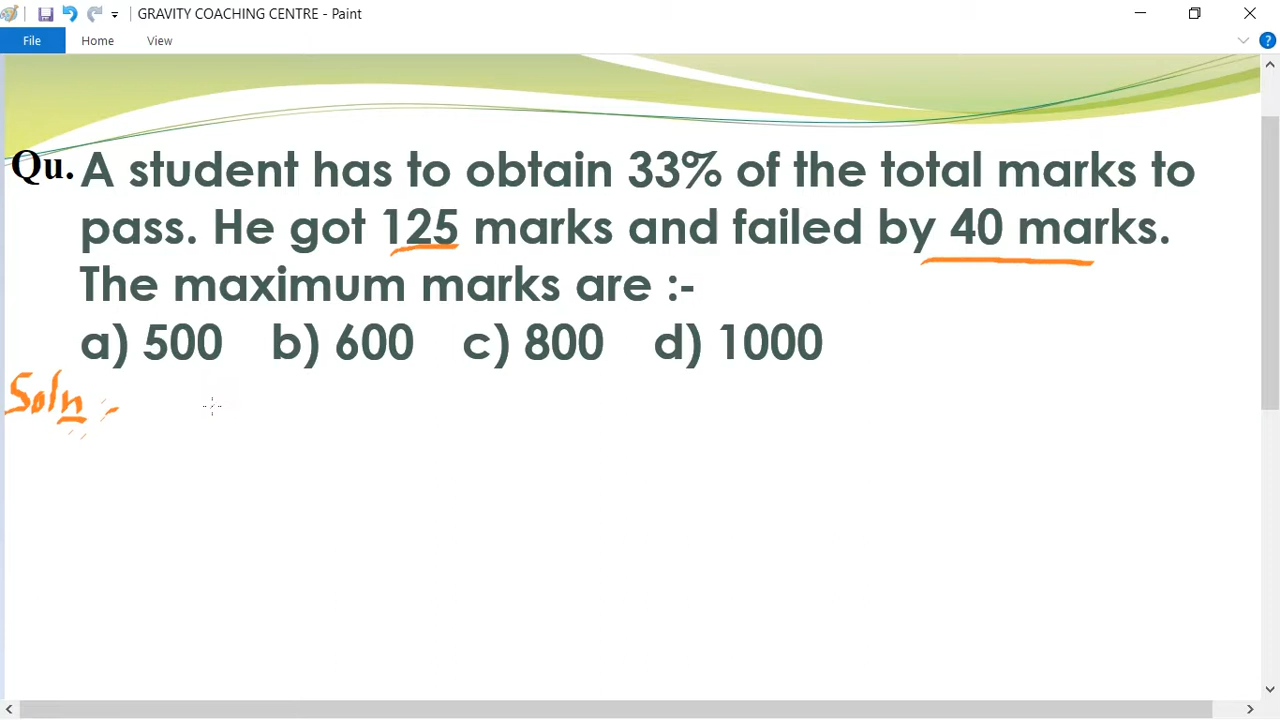 GRAVITY COACHING CENTRE - Paint
File Home View
Qu. A student has to obtain 33% of the total marks to
pass. He got 125 marks and failed by 40 marks.
The maximum marks are :-
a) 500 b) 600 c) 800 d) 1000
Soln :-